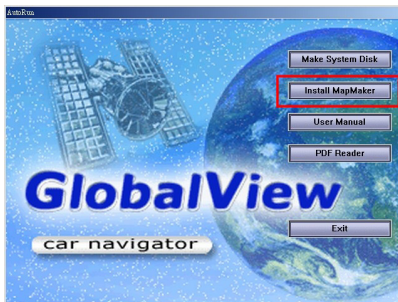 AutoRun
Make System Disk
Install MapMaker
User Manual
PDF Reader
GlobalView
car navigator
Exit